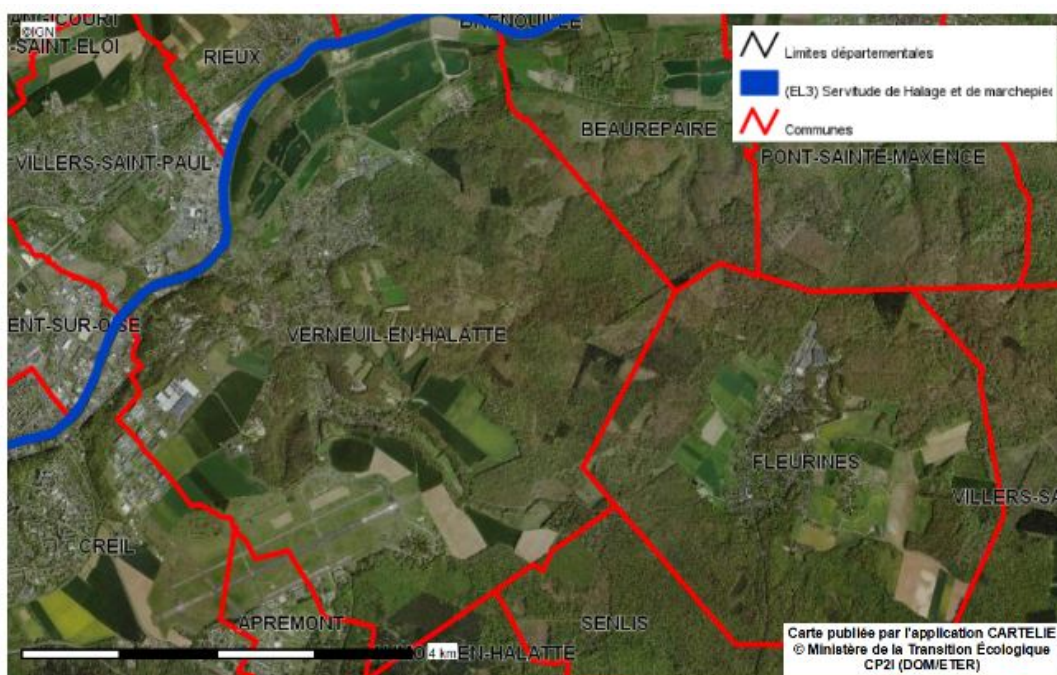 ©IGN
ANGICOURT
-SAINT-ELOI
RIEUX
BRENOUILLE
VILLERS-SAINT-PAUL
BEAUREPAIRE
PONT-SAINTE-MAXENCE
Limites départementales
(EL3) Servitude de Halage et de marchepied
Communes
ENT-SUR-OISE
VERNEUIL-EN-HALATTE
FLEURINES
VILLERS-SA
CREIL
APREMONT
SENLIS
EN-HALATTE
4 km
Carte publiée par l'application CARTELIE
© Ministère de la Transition Écologique
CP2I (DOM/ETER)